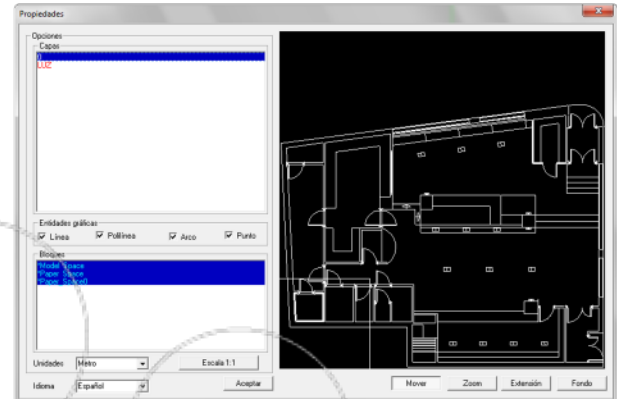 Propiedades
Opciones
Capas
0
LUZ
Entidades gráficas
Línea Polilínea Arco Punto
Bloques
*Model_Space
*Paper_Space
*Paper_Space0
Unidades Metro Escala 1:1
Idioma Español Aceptar
Mover Zoom Extensión Fondo